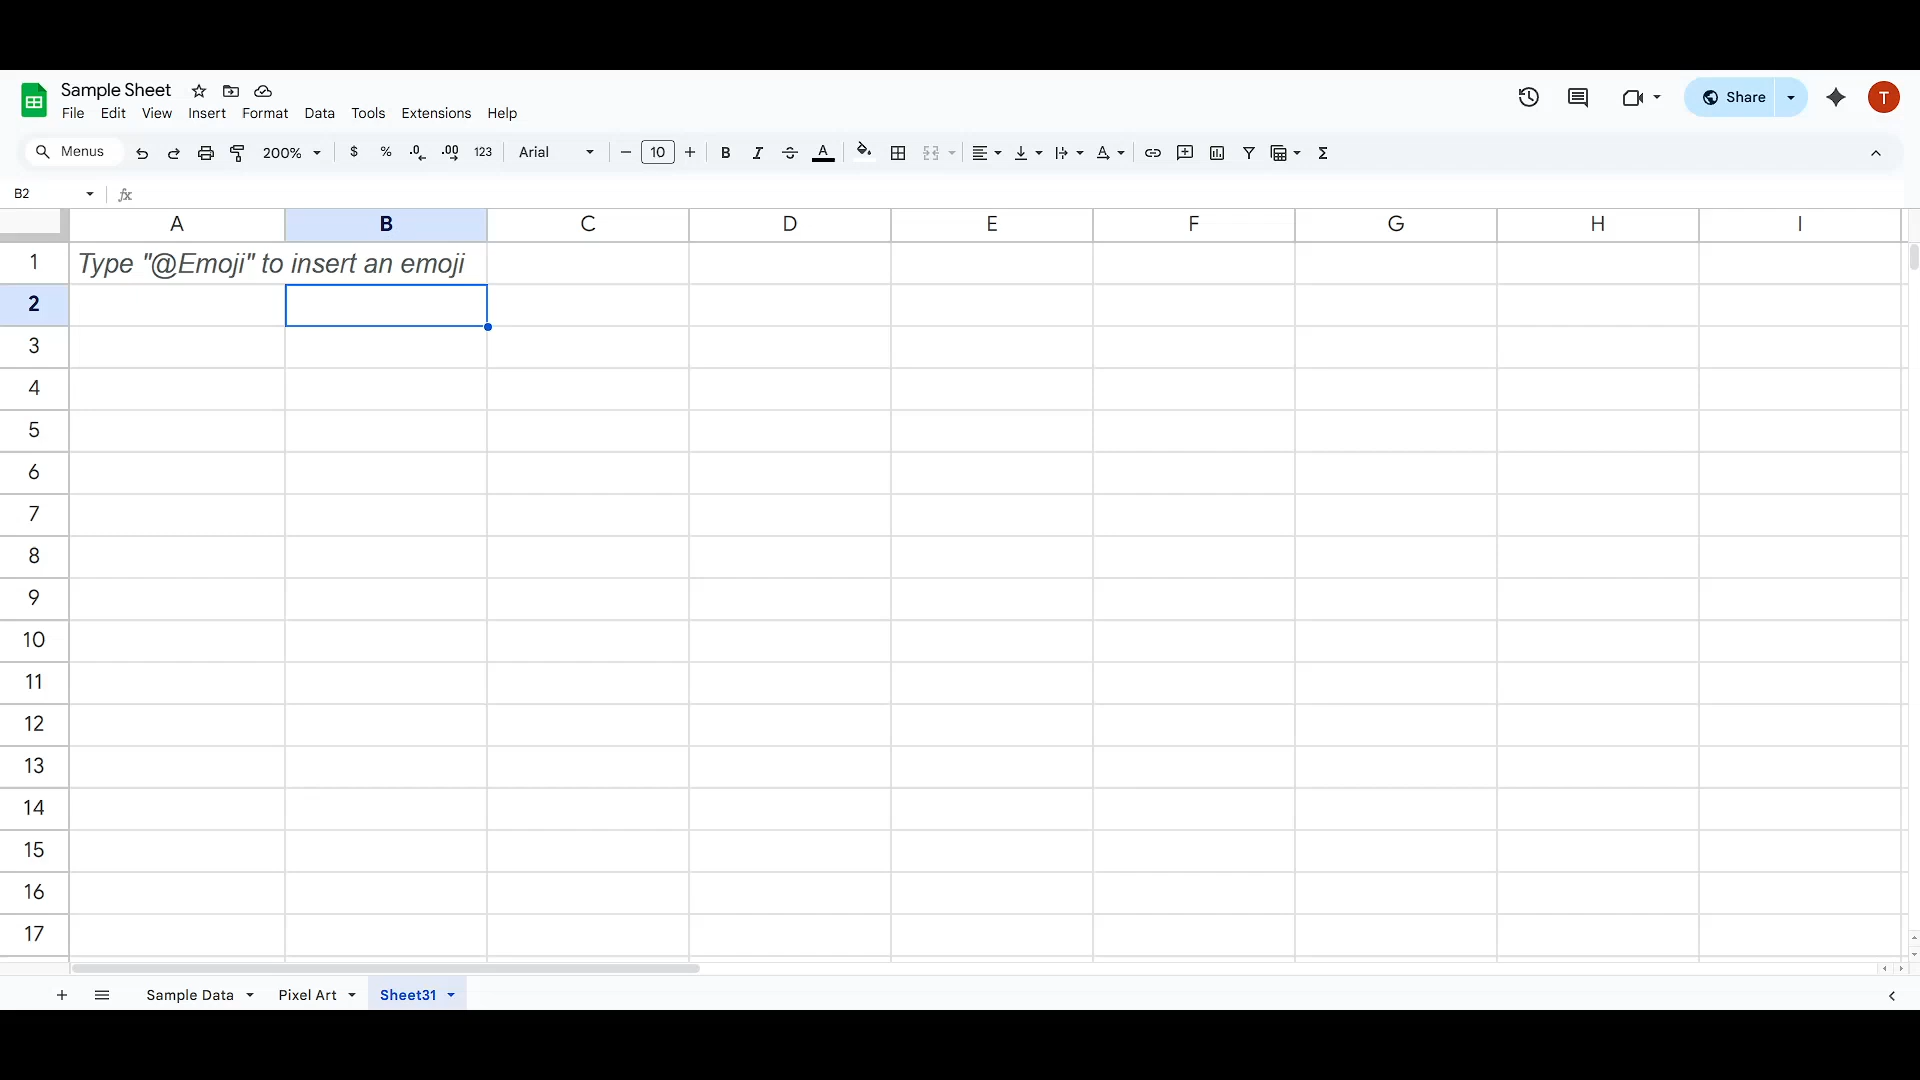 Sample Sheet
File Edit View Insert Format Data Tools Extensions Help
Share
T
Menus 200% $ % .0 .00 123 Arial − 10 + B I S A Σ
B2 fx
A B C D E F G H I
1 Type "@Emoji" to insert an emoji
2
3
4
5
6
7
8
9
10
11
12
13
14
15
16
17
+ Sample Data Pixel Art Sheet31